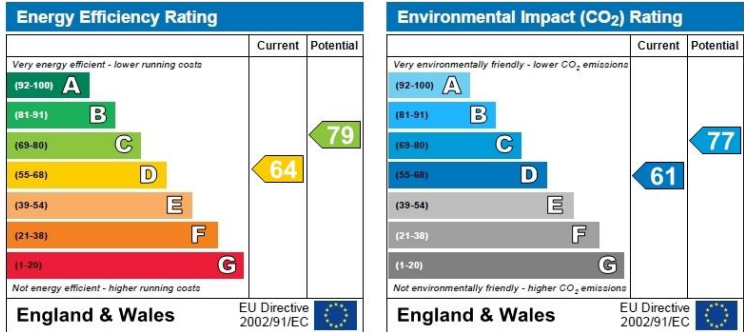 Energy Efficiency Rating
Current Potential
Very energy efficient - lower running costs
(92-100) A
(81-91) B
(69-80) C
(55-68) D
(39-54) E
(21-38) F
(1-20) G
64
79
Not energy efficient - higher running costs
England & Wales
EU Directive
2002/91/EC
Environmental Impact (CO₂) Rating
Current Potential
Very environmentally friendly - lower CO₂ emissions
(92-100) A
(81-91) B
(69-80) C
(55-68) D
(39-54) E
(21-38) F
(1-20) G
61
77
Not environmentally friendly - higher CO₂ emissions
England & Wales
EU Directive
2002/91/EC